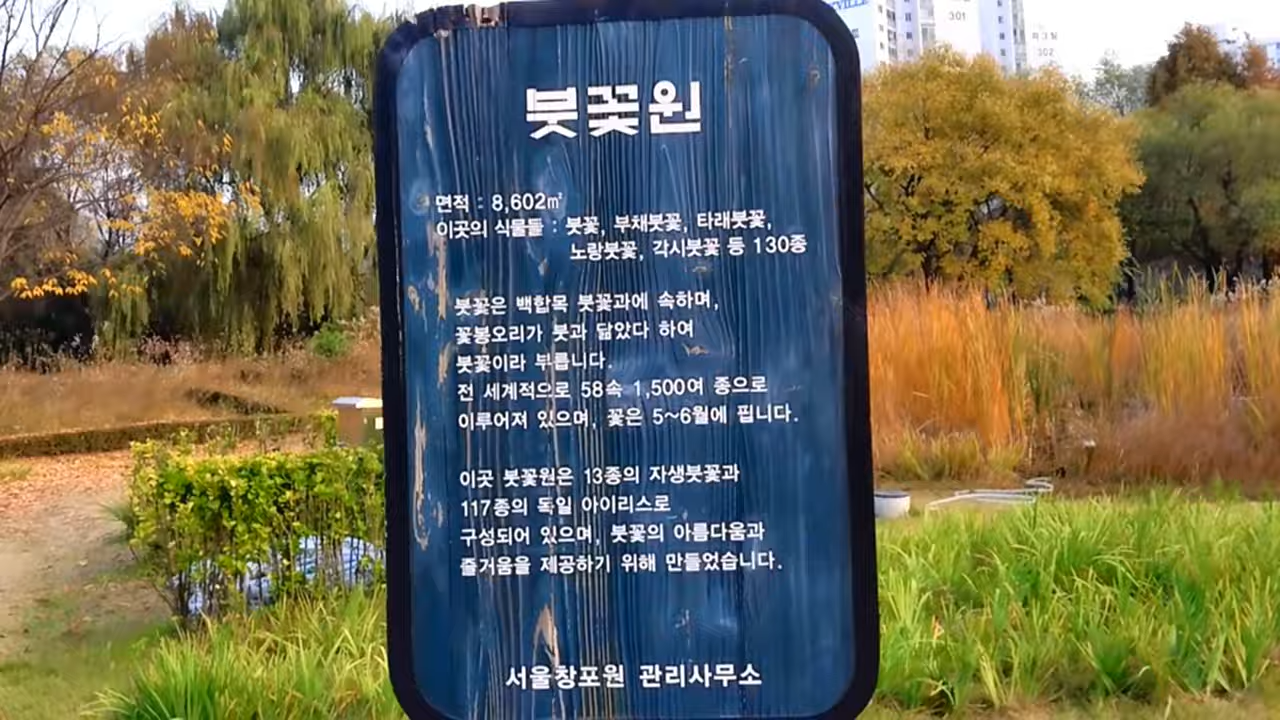 붓꽃원
면적 : 8,602㎡
이곳의 식물들 : 붓꽃, 부채붓꽃, 타래붓꽃,
노랑붓꽃, 각시붓꽃 등 130종
붓꽃은 백합목 붓꽃과에 속하며,
꽃봉오리가 붓과 닮았다 하여
붓꽃이라 부릅니다.
전 세계적으로 58속 1,500여 종으로
이루어져 있으며, 꽃은 5~6월에 핍니다.
이곳 붓꽃원은 13종의 자생붓꽃과
117종의 독일 아이리스로
구성되어 있으며, 붓꽃의 아름다움과
즐거움을 제공하기 위해 만들었습니다.
서울창포원 관리사무소
301
302